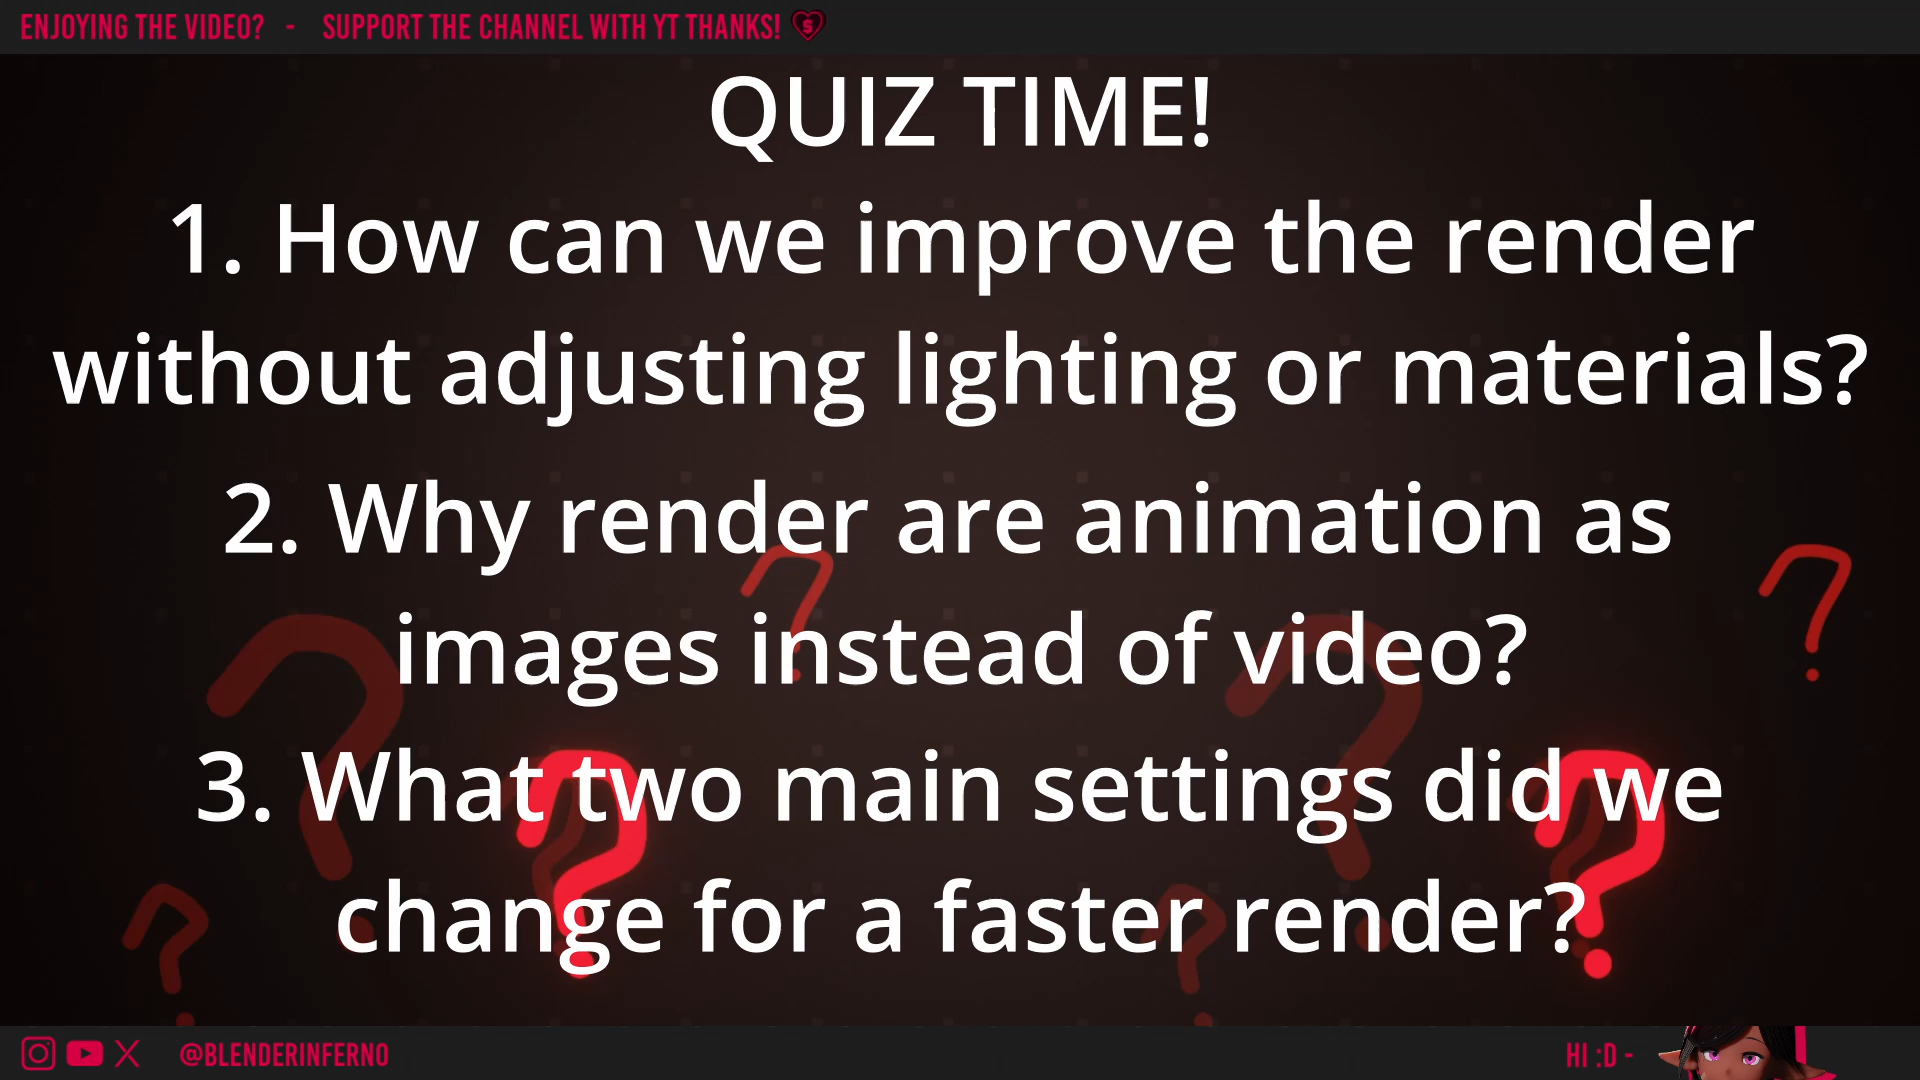 ENJOYING THE VIDEO? - SUPPORT THE CHANNEL WITH YT THANKS!
QUIZ TIME!
1. How can we improve the render
without adjusting lighting or materials?
2. Why render are animation as
images instead of video?
3. What two main settings did we
change for a faster render?
@BLENDERINFERNO
HI :D -